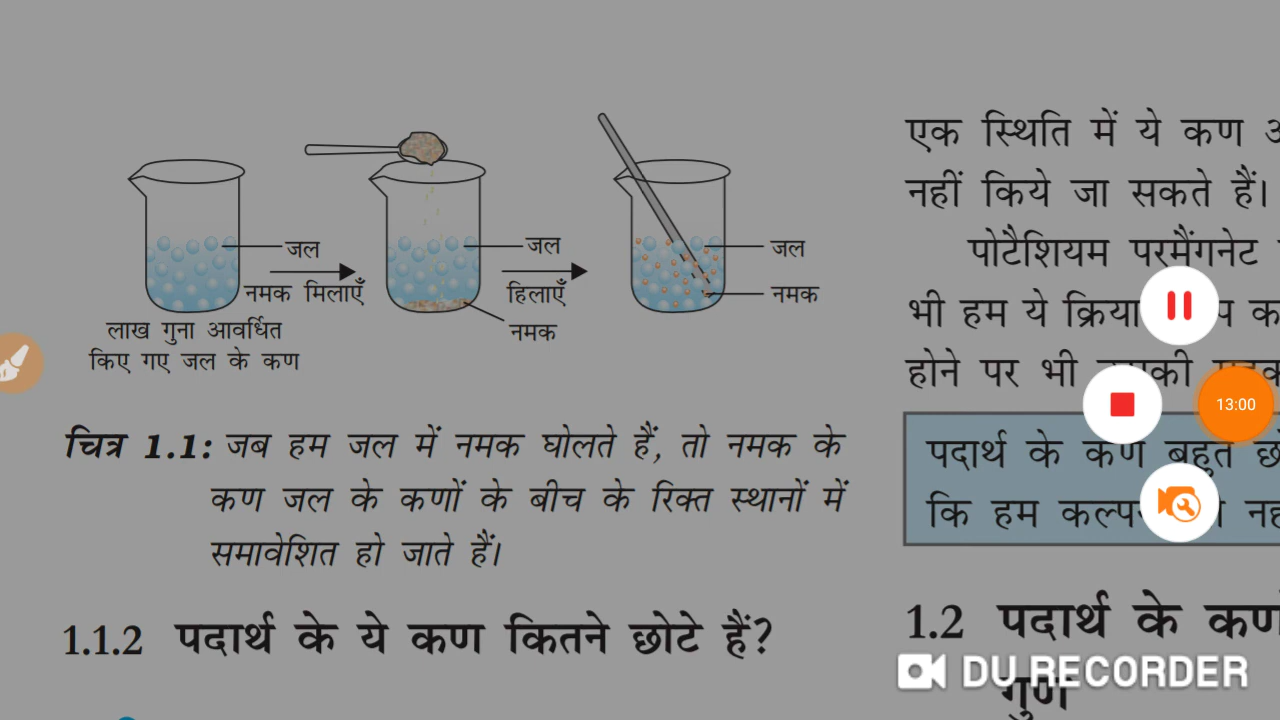 जल
नमक मिलाएँ
लाख गुना आवर्धित
किए गए जल के कण
जल
हिलाएँ
नमक
जल
नमक
चित्र 1.1: जब हम जल में नमक घोलते हैं, तो नमक के
कण जल के कणों के बीच के रिक्त स्थानों में
समावेशित हो जाते हैं।
1.1.2 पदार्थ के ये कण कितने छोटे हैं?
एक स्थिति में ये कण
नहीं किये जा सकते हैं।
पोटैशियम परमैंगनेट
भी हम ये क्रिया
होने पर भी
13:00
पदार्थ के कण बहुत
कि हम
1.2 पदार्थ के
गुण
DU RECORDER